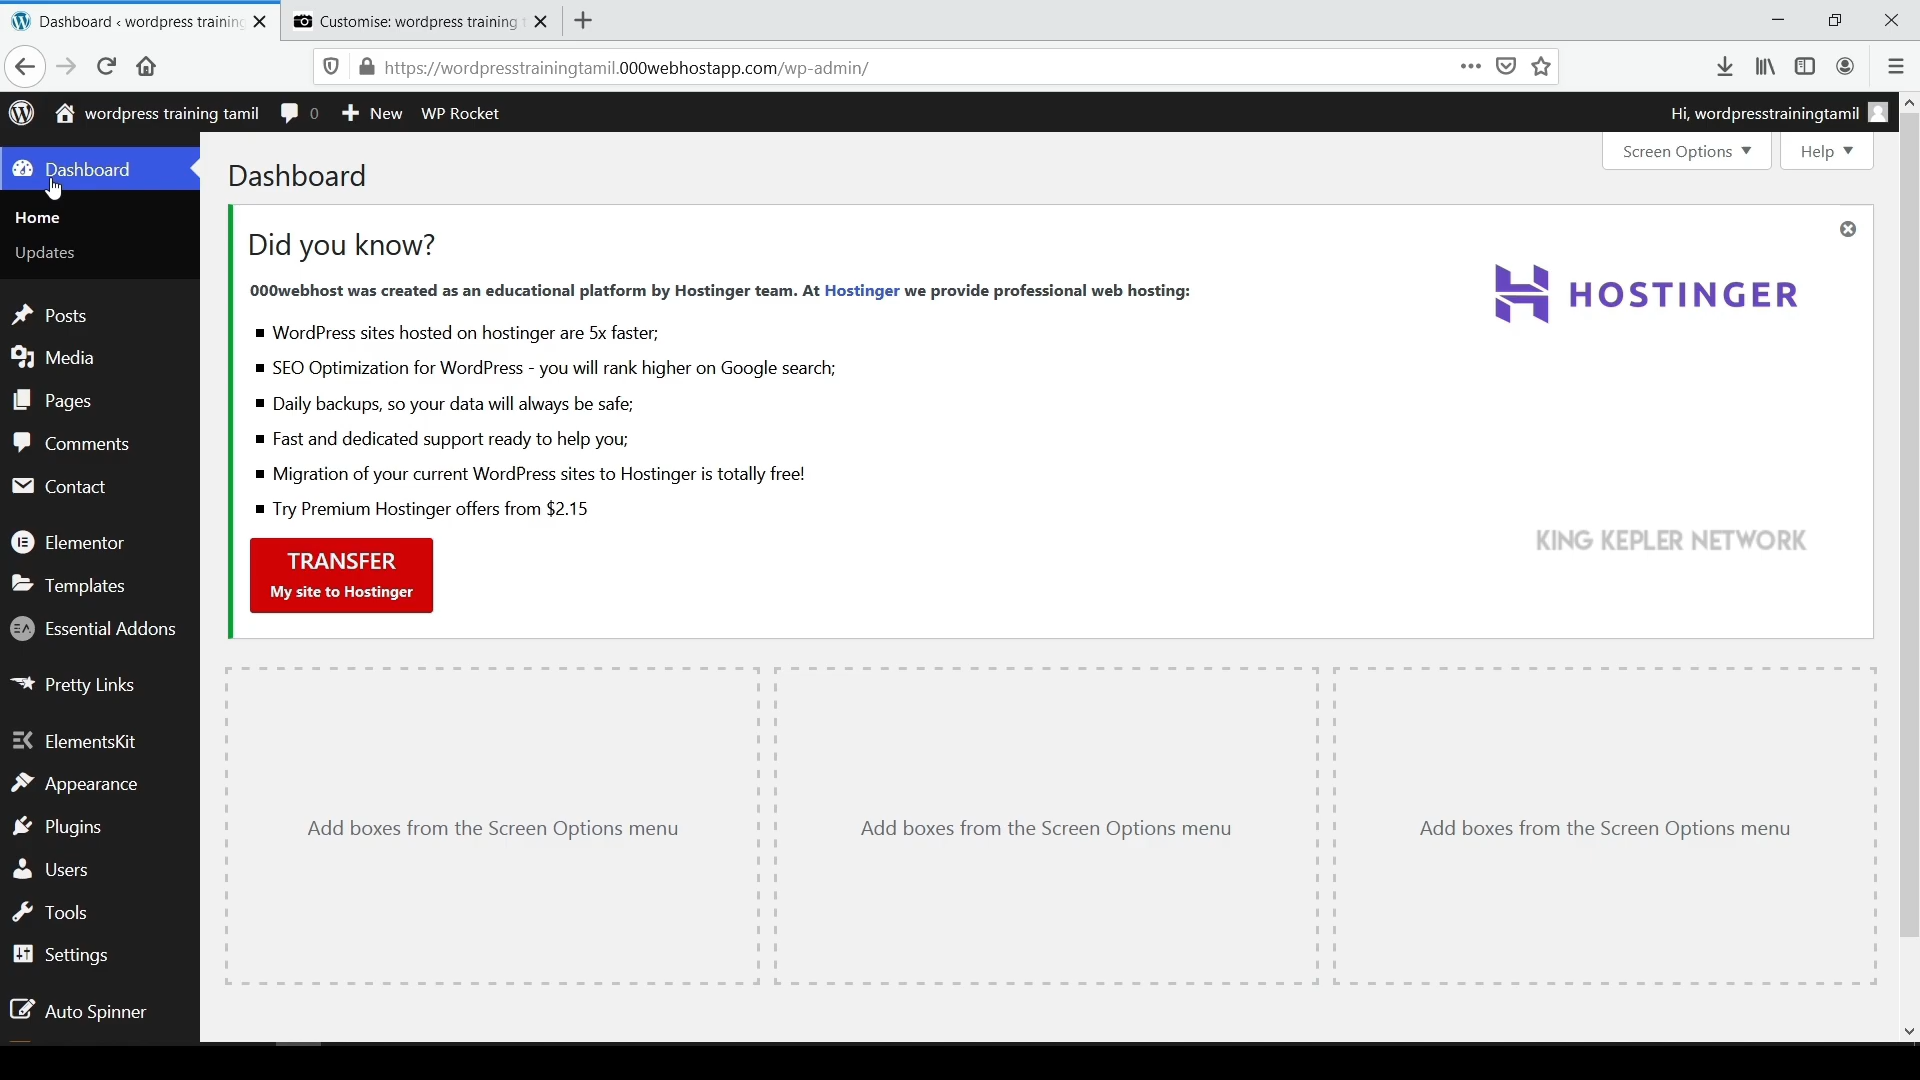 Dashboard ‹ wordpress training
Customise: wordpress training
https://wordpresstrainingtamil.000webhostapp.com/wp-admin/
wordpress training tamil
0
New
WP Rocket
Hi, wordpresstrainingtamil
Dashboard
Home
Updates
Posts
Media
Pages
Comments
Contact
Elementor
Templates
Essential Addons
Pretty Links
ElementsKit
Appearance
Plugins
Users
Tools
Settings
Auto Spinner
Screen Options
Help
Dashboard
Did you know?
000webhost was created as an educational platform by Hostinger team. At Hostinger we provide professional web hosting:
WordPress sites hosted on hostinger are 5x faster;
SEO Optimization for WordPress - you will rank higher on Google search;
Daily backups, so your data will always be safe;
Fast and dedicated support ready to help you;
Migration of your current WordPress sites to Hostinger is totally free!
Try Premium Hostinger offers from $2.15
TRANSFER
My site to Hostinger
HOSTINGER
KING KEPLER NETWORK
Add boxes from the Screen Options menu
Add boxes from the Screen Options menu
Add boxes from the Screen Options menu